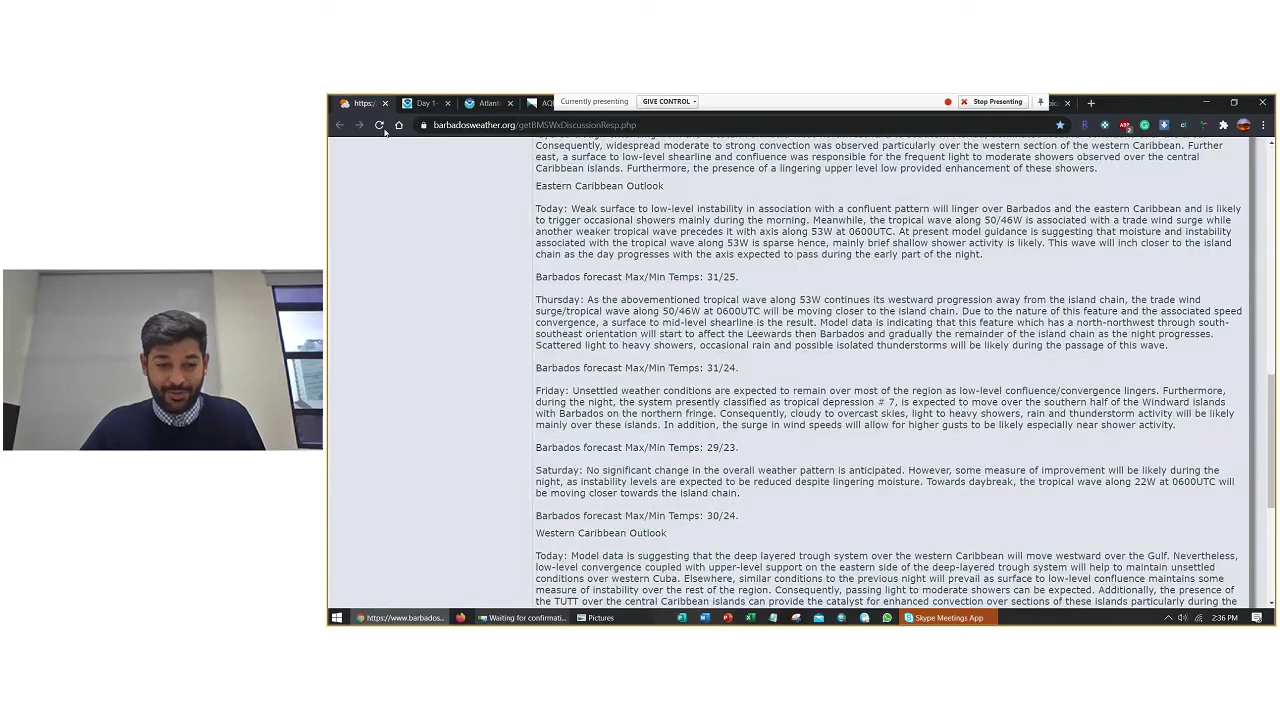 https:/
Day 1-
Atlanti
AQI
Currently presenting
GIVE CONTROL
Stop Presenting
barbadosweather.org/getBMSWxDiscussionResp.php
Consequently, widespread moderate to strong convection was observed particularly over the western section of the western Caribbean. Further
east, a surface to low-level shearline and confluence was responsible for the frequent light to moderate showers observed over the central
Caribbean islands. Furthermore, the presence of a lingering upper level low provided enhancement of these showers.
Eastern Caribbean Outlook
Today: Weak surface to low-level instability in association with a confluent pattern will linger over Barbados and the eastern Caribbean and is likely
to trigger occasional showers mainly during the morning. Meanwhile, the tropical wave along 50/46W is associated with a trade wind surge while
another weaker tropical wave precedes it with axis along 53W at 0600UTC. At present model guidance is suggesting that moisture and instability
associated with the tropical wave along 53W is sparse hence, mainly brief shallow shower activity is likely. This wave will inch closer to the island
chain as the day progresses with the axis expected to pass during the early part of the night.
Barbados forecast Max/Min Temps: 31/25.
Thursday: As the abovementioned tropical wave along 53W continues its westward progression away from the island chain, the trade wind
surge/tropical wave along 50/46W at 0600UTC will be moving closer to the island chain. Due to the nature of this feature and the associated speed
convergence, a surface to mid-level shearline is the result. Model data is indicating that this feature which has a north-northwest through south-
southeast orientation will start to affect the Leewards then Barbados and gradually the remainder of the island chain as the night progresses.
Scattered light to heavy showers, occasional rain and possible isolated thunderstorms will be likely during the passage of this wave.
Barbados forecast Max/Min Temps: 31/24.
Friday: Unsettled weather conditions are expected to remain over most of the region as low-level confluence/convergence lingers. Furthermore,
during the night, the system presently classified as tropical depression # 7, is expected to move over the southern half of the Windward islands
with Barbados on the northern fringe. Consequently, cloudy to overcast skies, light to heavy showers, rain and thunderstorm activity will be likely
mainly over these islands. In addition, the surge in wind speeds will allow for higher gusts to be likely especially near shower activity.
Barbados forecast Max/Min Temps: 29/23.
Saturday: No significant change in the overall weather pattern is anticipated. However, some measure of improvement will be likely during the
night, as instability levels are expected to be reduced despite lingering moisture. Towards daybreak, the tropical wave along 22W at 0600UTC will
be moving closer towards the island chain.
Barbados forecast Max/Min Temps: 30/24.
Western Caribbean Outlook
Today: Model data is suggesting that the deep layered trough system over the western Caribbean will move westward over the Gulf. Nevertheless,
low-level convergence coupled with upper-level support on the eastern side of the deep-layered trough system will help to maintain unsettled
conditions over western Cuba. Elsewhere, similar conditions to the previous night will prevail as surface to low-level confluence maintains some
measure of instability over the rest of the region. Consequently, passing light to moderate showers can be expected. Additionally, the presence of
the TUTT over the central Caribbean islands can provide the catalyst for enhanced convection over sections of these islands particularly during the
https://www.barbados...
Waiting for confirmati...
Pictures
Skype Meetings App
2:36 PM